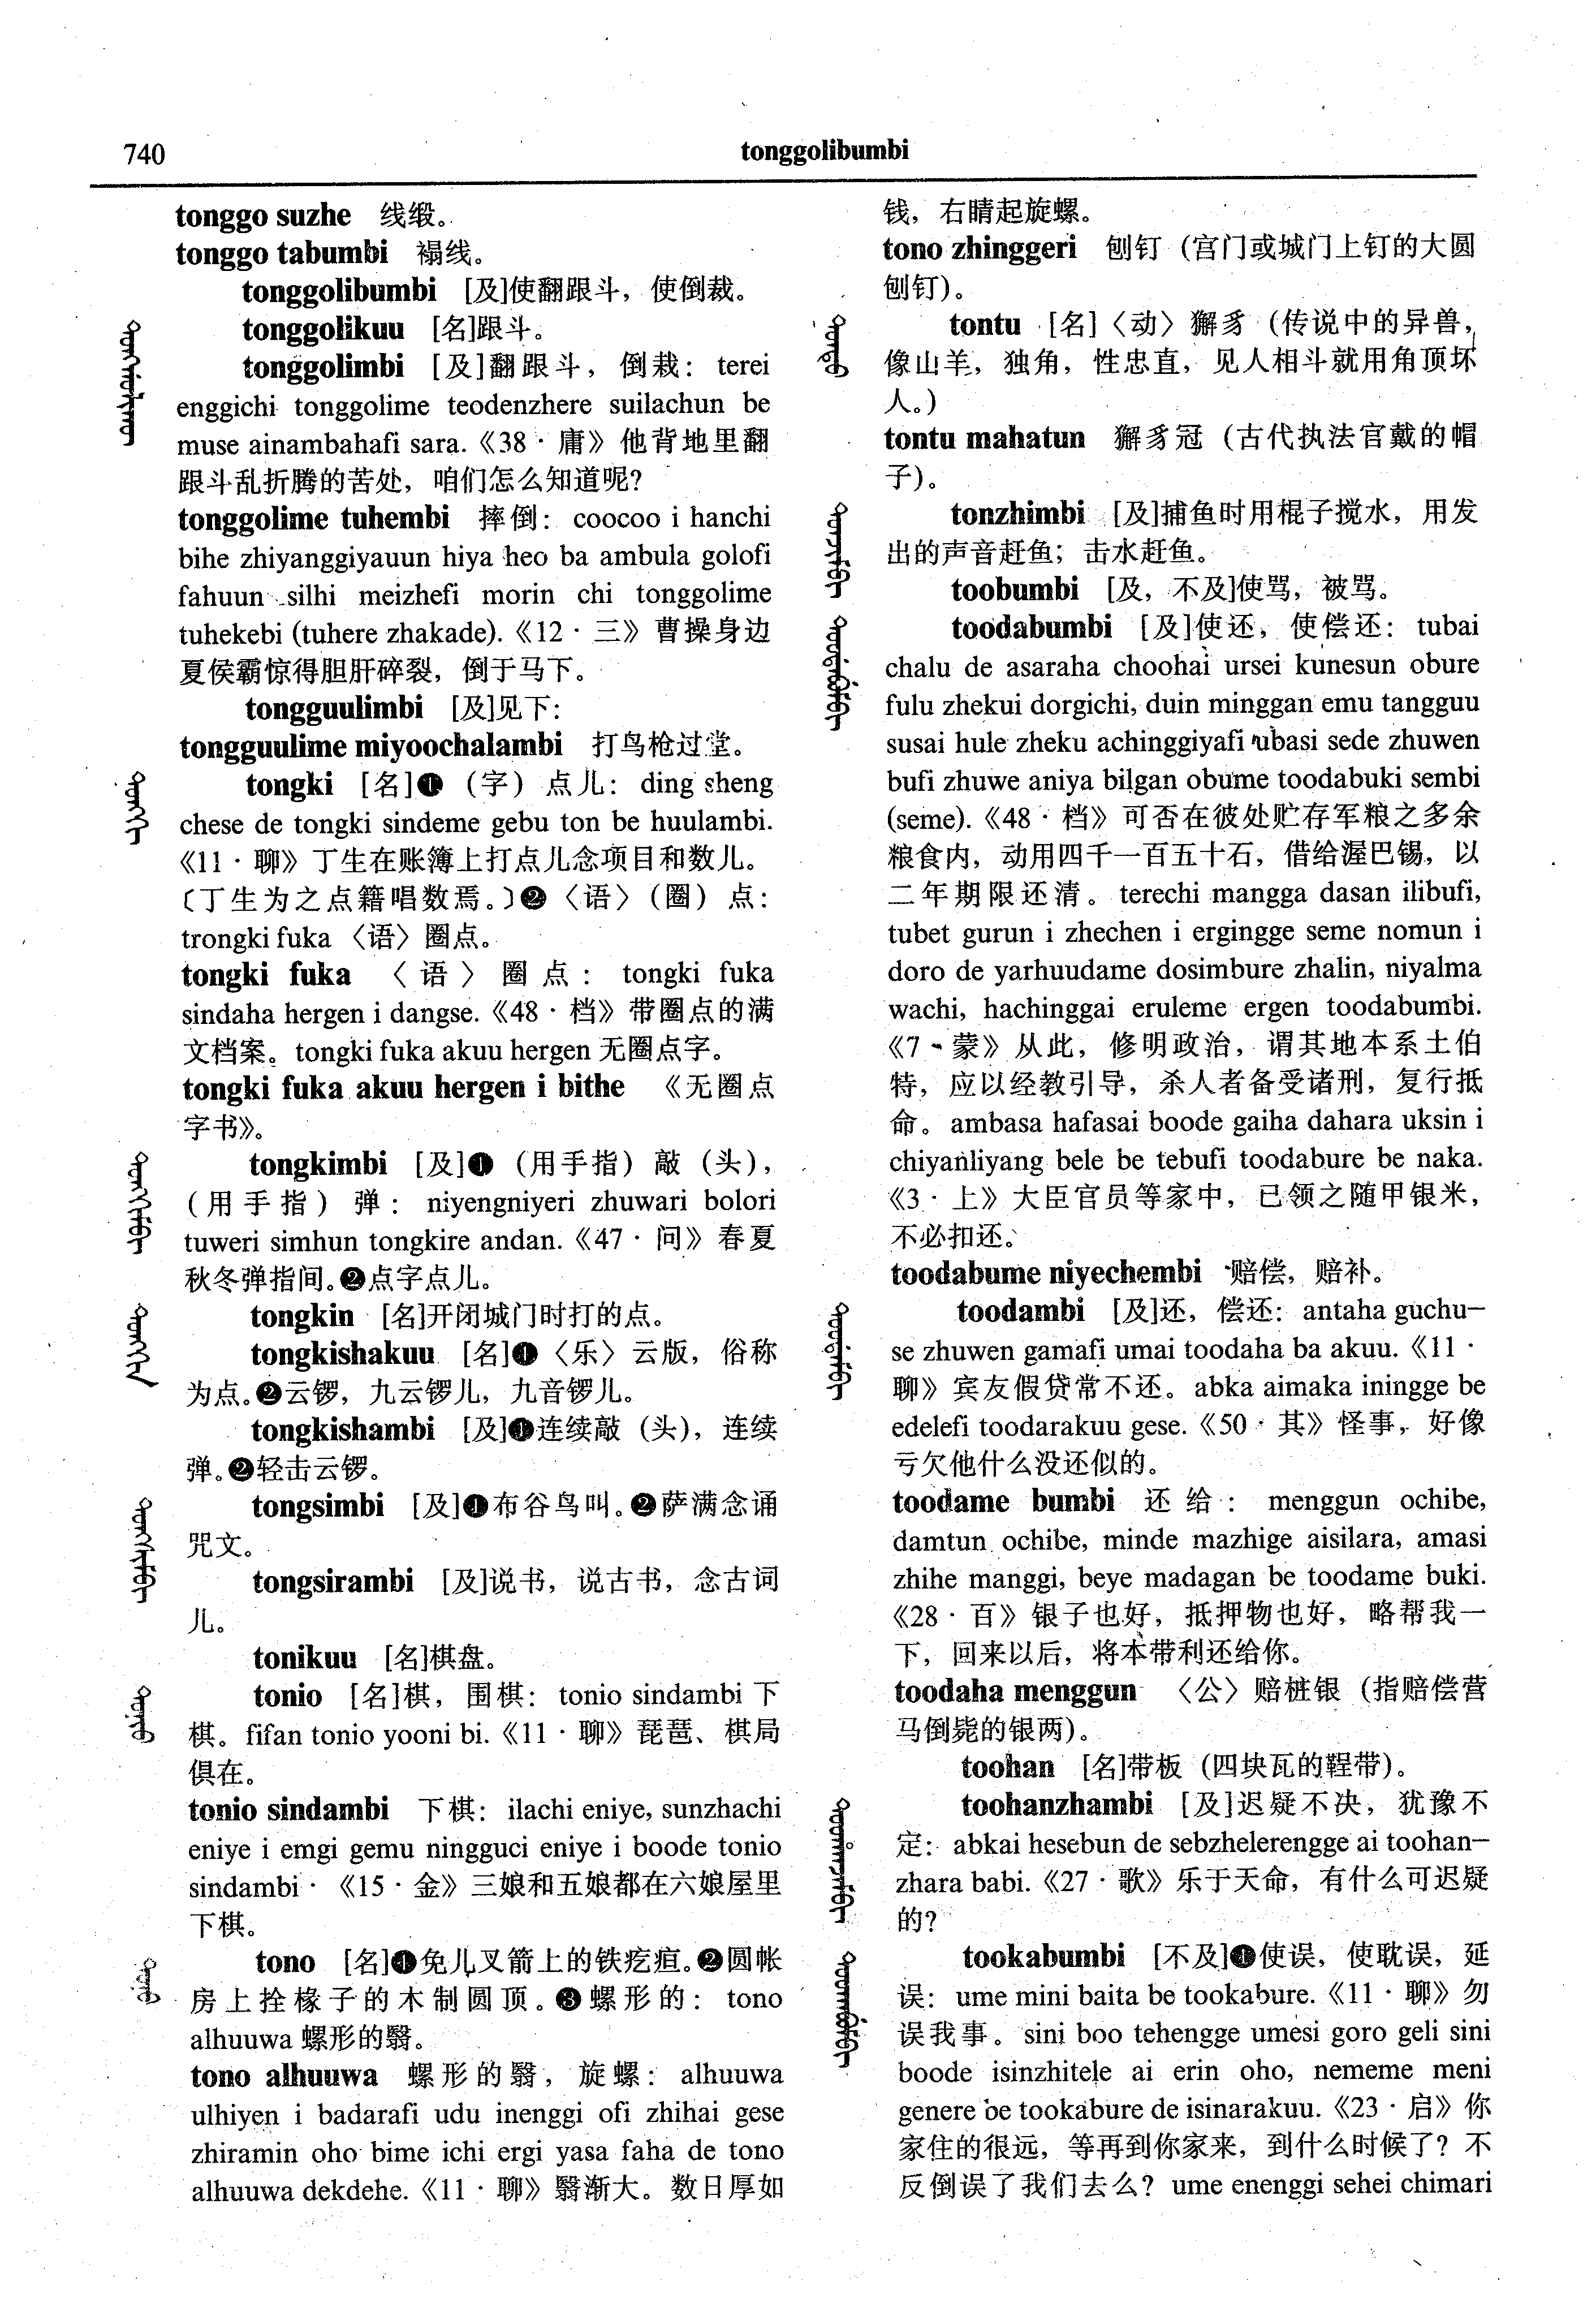 740
tonggolibumbi
tonggo suzhe 线缎。
tonggo tabumbi 禢线。
tonggolibumbi [及]使翻跟斗，使倒裁。
tonggolikuu [名]跟斗。
tonggolimbi [及]翻跟斗，倒栽：terei
enggichi tonggolime teodenzhere suilachun be
muse ainambahafi sara.《38·庸》他背地里翻
跟斗乱折腾的苦处，咱们怎么知道呢？
tonggolime tuhembi 摔倒：coocoo i hanchi
bihe zhiyanggiyauun hiya heo ba ambula golofi
fahuun silhi meizhefi morin chi tonggolime
tuhekebi (tuhere zhakade).《12·三》曹操身边
夏侯霸惊得胆肝碎裂，倒于马下。
tongguulimbi [及]见下：
tongguulime miyoochalambi 打鸟枪过堂。
tongki [名]❶（字）点儿：ding sheng
chese de tongki sindeme gebu ton be huulambi.
《11·聊》丁生在账簿上打点儿念项目和数儿。
〔丁生为之点籍唱数焉。〕❷〈语〉（圈）点：
trongki fuka〈语〉圈点。
tongki fuka 〈语〉圈点：tongki fuka
sindaha hergen i dangse.《48·档》带圈点的满
文档案。tongki fuka akuu hergen 无圈点字。
tongki fuka akuu hergen i bithe 《无圈点
字书》。
tongkimbi [及]❶（用手指）敲（头），
（用手指）弹：niyengniyeri zhuwari bolori
tuweri simhun tongkire andan.《47·问》春夏
秋冬弹指间。❷点字点儿。
tongkin [名]开闭城门时打的点。
tongkishakuu [名]❶〈乐〉云版，俗称
为点。❷云锣，九云锣儿，九音锣儿。
tongkishambi [及]❶连续敲（头），连续
弹。❷轻击云锣。
tongsimbi [及]❶布谷鸟叫。❷萨满念诵
咒文。
tongsirambi [及]说书，说古书，念古词
儿。
tonikuu [名]棋盘。
tonio [名]棋，围棋：tonio sindambi 下
棋。fifan tonio yooni bi.《11·聊》琵琶、棋局
俱在。
tonio sindambi 下棋：ilachi eniye, sunzhachi
eniye i emgi gemu ningguci eniye i boode tonio
sindambi·《15·金》三娘和五娘都在六娘屋里
下棋。
tono [名]❶免儿叉箭上的铁疙疸。❷圆帐
房上拴椽子的木制圆顶。❸螺形的：tono
alhuuwa 螺形的翳。
tono alhuuwa 螺形的翳，旋螺：alhuuwa
ulhiyen i badarafi udu inenggi ofi zhihai gese
zhiramin oho bime ichi ergi yasa faha de tono
alhuuwa dekdehe.《11·聊》翳渐大。数日厚如
钱，右睛起旋螺。
tono zhinggeri 刨钉（宫门或城门上钉的大圆
刨钉）。
tontu [名]〈动〉獬豸（传说中的异兽，
像山羊，独角，性忠直，见人相斗就用角顶坏
人。）
tontu mahatun 獬豸冠（古代执法官戴的帽
子）。
tonzhimbi [及]捕鱼时用棍子搅水，用发
出的声音赶鱼；击水赶鱼。
toobumbi [及，不及]使骂，被骂。
toodabumbi [及]使还，使偿还：tubai
chalu de asaraha choohai ursei kunesun obure
fulu zhekui dorgichi, duin minggan emu tangguu
susai hule zheku achinggiyafi ubasi sede zhuwen
bufi zhuwe aniya bilgan obume toodabuki sembi
(seme).《48·档》可否在彼处贮存军粮之多余
粮食内，动用四千一百五十石，借给渥巴锡，以
二年期限还清。terechi mangga dasan ilibufi,
tubet gurun i zhechen i ergingge seme nomun i
doro de yarhuudame dosimbure zhalin, niyalma
wachi, hachinggai eruleme ergen toodabumbi.
《7-蒙》从此，修明政治，谓其地本系土伯
特，应以经教引导，杀人者备受诸刑，复行抵
命。ambasa hafasai boode gaiha dahara uksin i
chiyanliyang bele be tebufi toodabure be naka.
《3·上》大臣官员等家中，已领之随甲银米，
不必扣还。
toodabume niyechembi 赔偿，赔补。
toodambi [及]还，偿还：antaha guchu–
se zhuwen gamafi umai toodaha ba akuu.《11·
聊》宾友假贷常不还。abka aimaka iningge be
edelefi toodarakuu gese.《50·其》怪事，好像
亏欠他什么没还似的。
toodame bumbi 还给：menggun ochibe,
damtun ochibe, minde mazhige aisilara, amasi
zhihe manggi, beye madagan be toodame buki.
《28·百》银子也好，抵押物也好，略帮我一
下，回来以后，将本带利还给你。
toodaha menggun 〈公〉赔桩银（指赔偿营
马倒毙的银两）。
toohan [名]带板（四块瓦的鞓带）。
toohanzhambi [及]迟疑不决，犹豫不
定：abkai hesebun de sebzhelerengge ai toohan–
zhara babi.《27·歌》乐于天命，有什么可迟疑
的？
tookabumbi [不及]❶使误，使耽误，延
误：ume mini baita be tookabure.《11·聊》勿
误我事。sini boo tehengge umesi goro geli sini
boode isinzhitele ai erin oho, nememe meni
genere be tookabure de isinarakuu.《23·启》你
家住的很远，等再到你家来，到什么时候了？不
反倒误了我们去么？ume enenggi sehei chimari